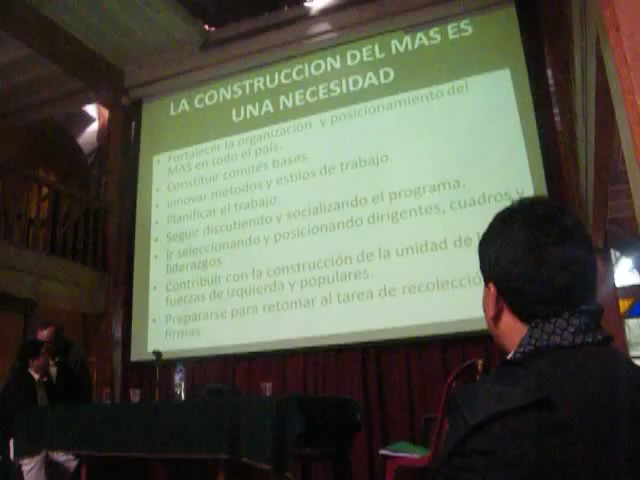 LA CONSTRUCCION DEL MAS ES
UNA NECESIDAD
• Fortalecer la organización y posicionamiento del
MAS en todo el país.
• Constituir comités bases.
• Innovar métodos y estilos de trabajo.
• Planificar el trabajo
• Seguir discutiendo y socializando el programa.
• Ir seleccionando y posicionando dirigentes, cuadros y
liderazgos
• Contribuir con la construcción de la unidad de
fuerzas de izquierda y populares.
• Prepararse para retomar al tarea de recolecció
firmas